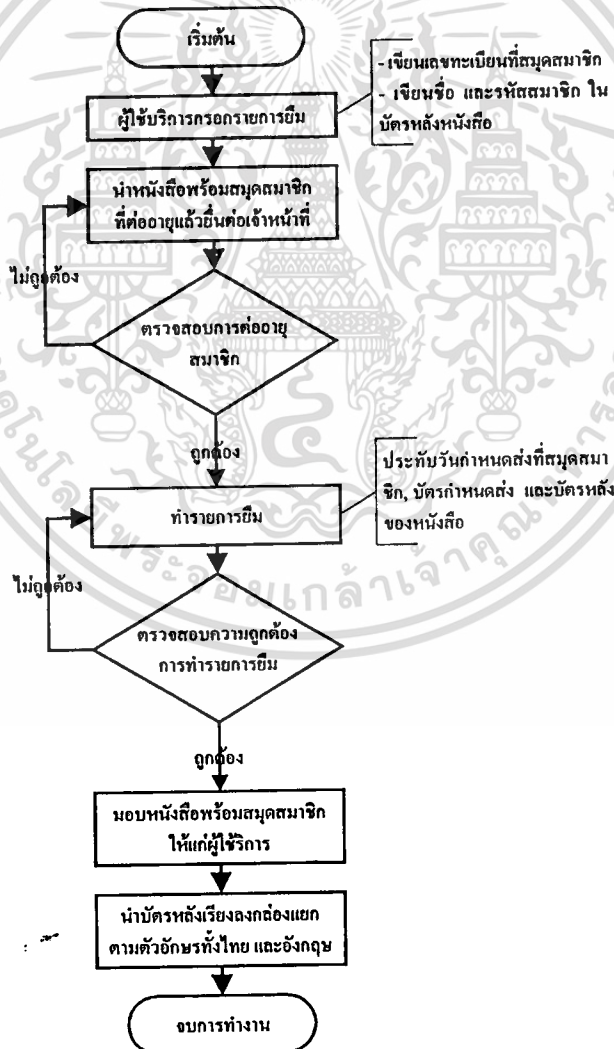 เริ่มต้น
- เขียนเลขทะเบียนที่สมุดสมาชิก
- เขียนชื่อ และรหัสสมาชิก ใน
บัตรหลังหนังสือ
ผู้ใช้บริการกรอกรายการยืม
นำหนังสือพร้อมสมุดสมาชิก
ที่ต่ออายุแล้วยื่นต่อเจ้าหน้าที่
ไม่ถูกต้อง
ตรวจสอบการต่ออายุ
สมาชิก
ถูกต้อง
ประทับวันกำหนดส่งที่สมุดสมา
ชิก, บัตรกำหนดส่ง และบัตรหลัง
ของหนังสือ
ทำรายการยืม
ไม่ถูกต้อง
ตรวจสอบความถูกต้อง
การทำรายการยืม
ถูกต้อง
มอบหนังสือพร้อมสมุดสมาชิก
ให้แก่ผู้ใช้ริการ
นำบัตรหลังเรียงลงกล่องแยก
ตามตัวอักษรทั้งไทย และอังกฤษ
จบการทำงาน
พระจอมเกล้าเจ้าคุณ